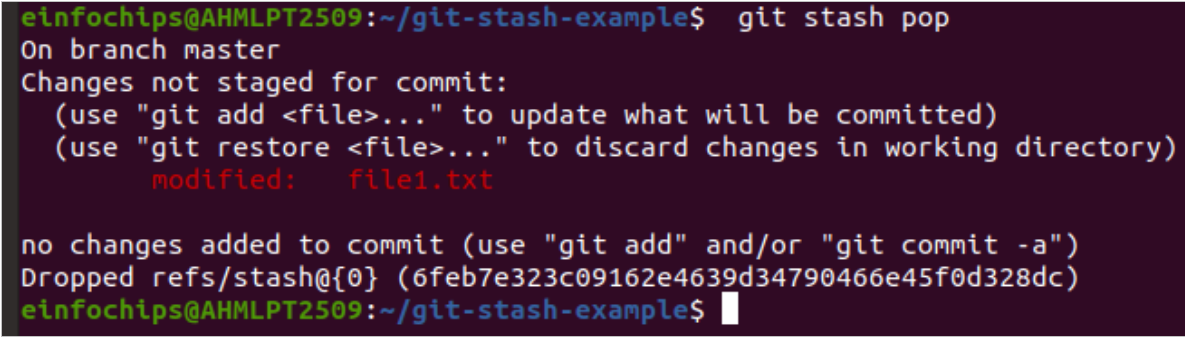 einfochips@AHMLPT2509:~/git-stash-example$  git stash pop
On branch master
Changes not staged for commit:
  (use "git add <file>..." to update what will be committed)
  (use "git restore <file>..." to discard changes in working directory)
        modified:   file1.txt

no changes added to commit (use "git add" and/or "git commit -a")
Dropped refs/stash@{0} (6feb7e323c09162e4639d34790466e45f0d328dc)
einfochips@AHMLPT2509:~/git-stash-example$